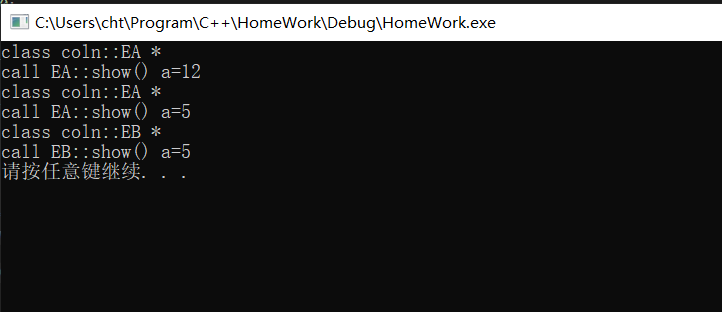 C:\Users\cht\Program\C++\HomeWork\Debug\HomeWork.exe
class coln::EA *
call EA::show() a=12
class coln::EA *
call EA::show() a=5
class coln::EB *
call EB::show() a=5
请按任意键继续. . .